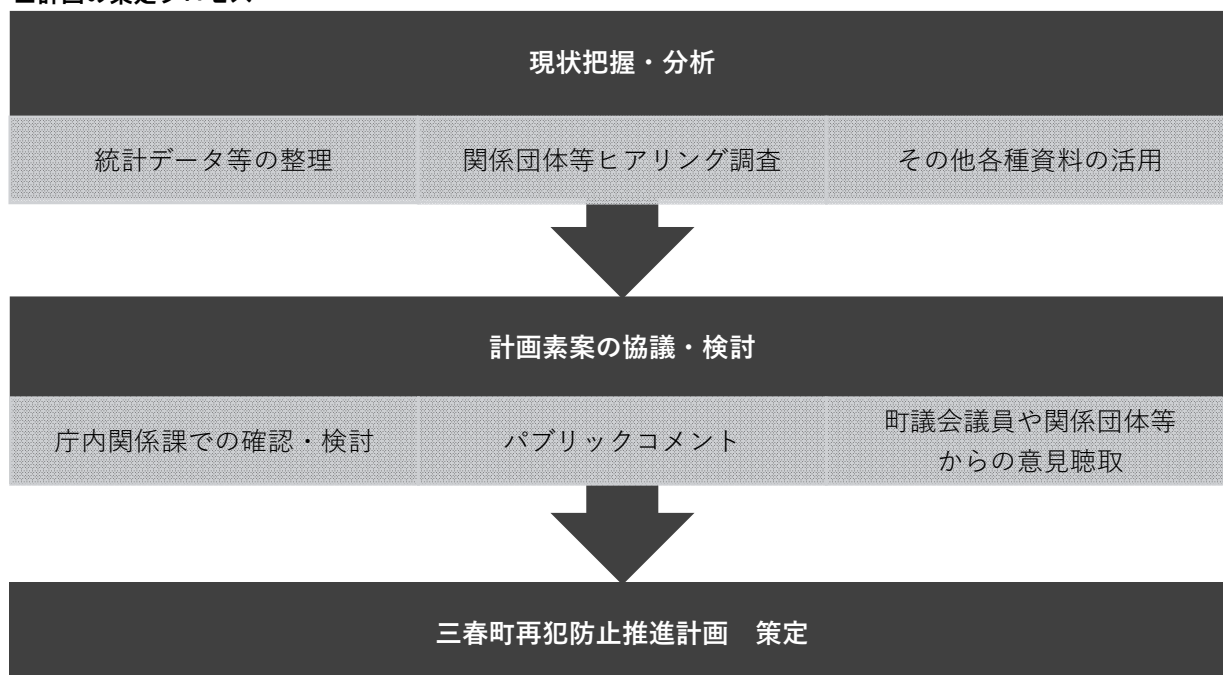 現状把握・分析
統計データ等の整理
関係団体等ヒアリング調査
その他各種資料の活用
計画素案の協議・検討
庁内関係課での確認・検討
パブリックコメント
町議会議員や関係団体等
からの意見聴取
三春町再犯防止推進計画　策定